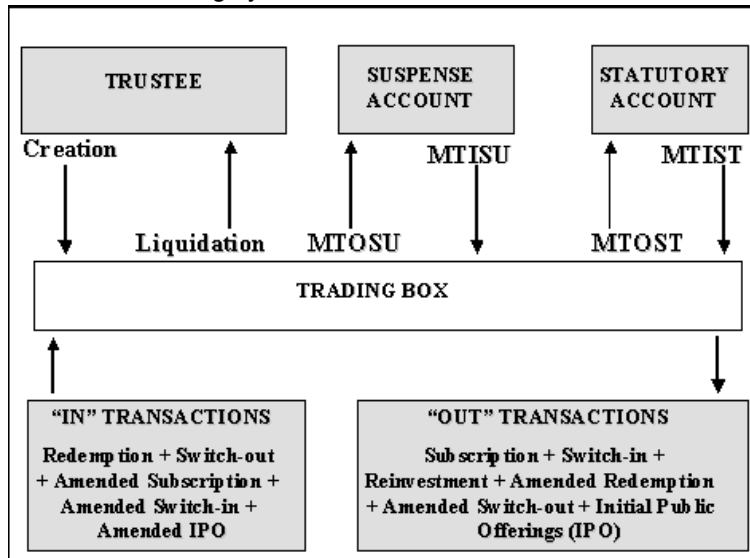 TRUSTEE
SUSPENSE
ACCOUNT
STATUTORY
ACCOUNT
Creation
MTISU
MTIST
Liquidation
MTOSU
MTOST
TRADING BOX
“IN” TRANSACTIONS
Redemption + Switch-out
+ Amended Subscription +
Amended Switch-in +
Amended IPO
“OUT” TRANSACTIONS
Subscription + Switch-in +
Reinvestment + Amended Redemption
+ Amended Switch-out + Initial Public
Offerings (IPO)